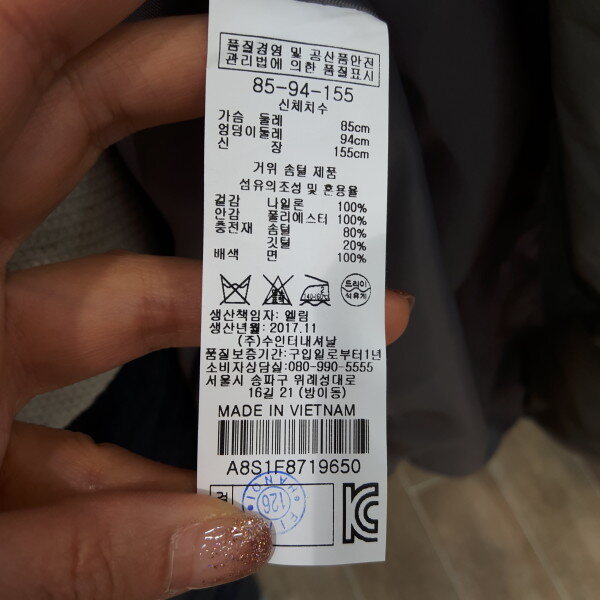 품질경영 및 공산품안전
관리법에 의한 품질표시
85-94-155
신체치수
가슴 둘레 85cm
엉덩이둘레 94cm
신 장 155cm
거위 솜털 제품
섬유의조성 및 혼용율
겉감 나일론 100%
안감 폴리에스터 100%
충전재 솜털 80%
깃털 20%
배색 면 100%
드라이
석유계
생산책임자: 엘림
생산년월: 2017.11
(주)수인터내셔날
품질보증기간: 구입일로부터1년
소비자상담실: 080-990-5555
서울시 송파구 위례성대로
16길 21 (방이동)
MADE IN VIETNAM
A8S1F8719650
126
HANOI